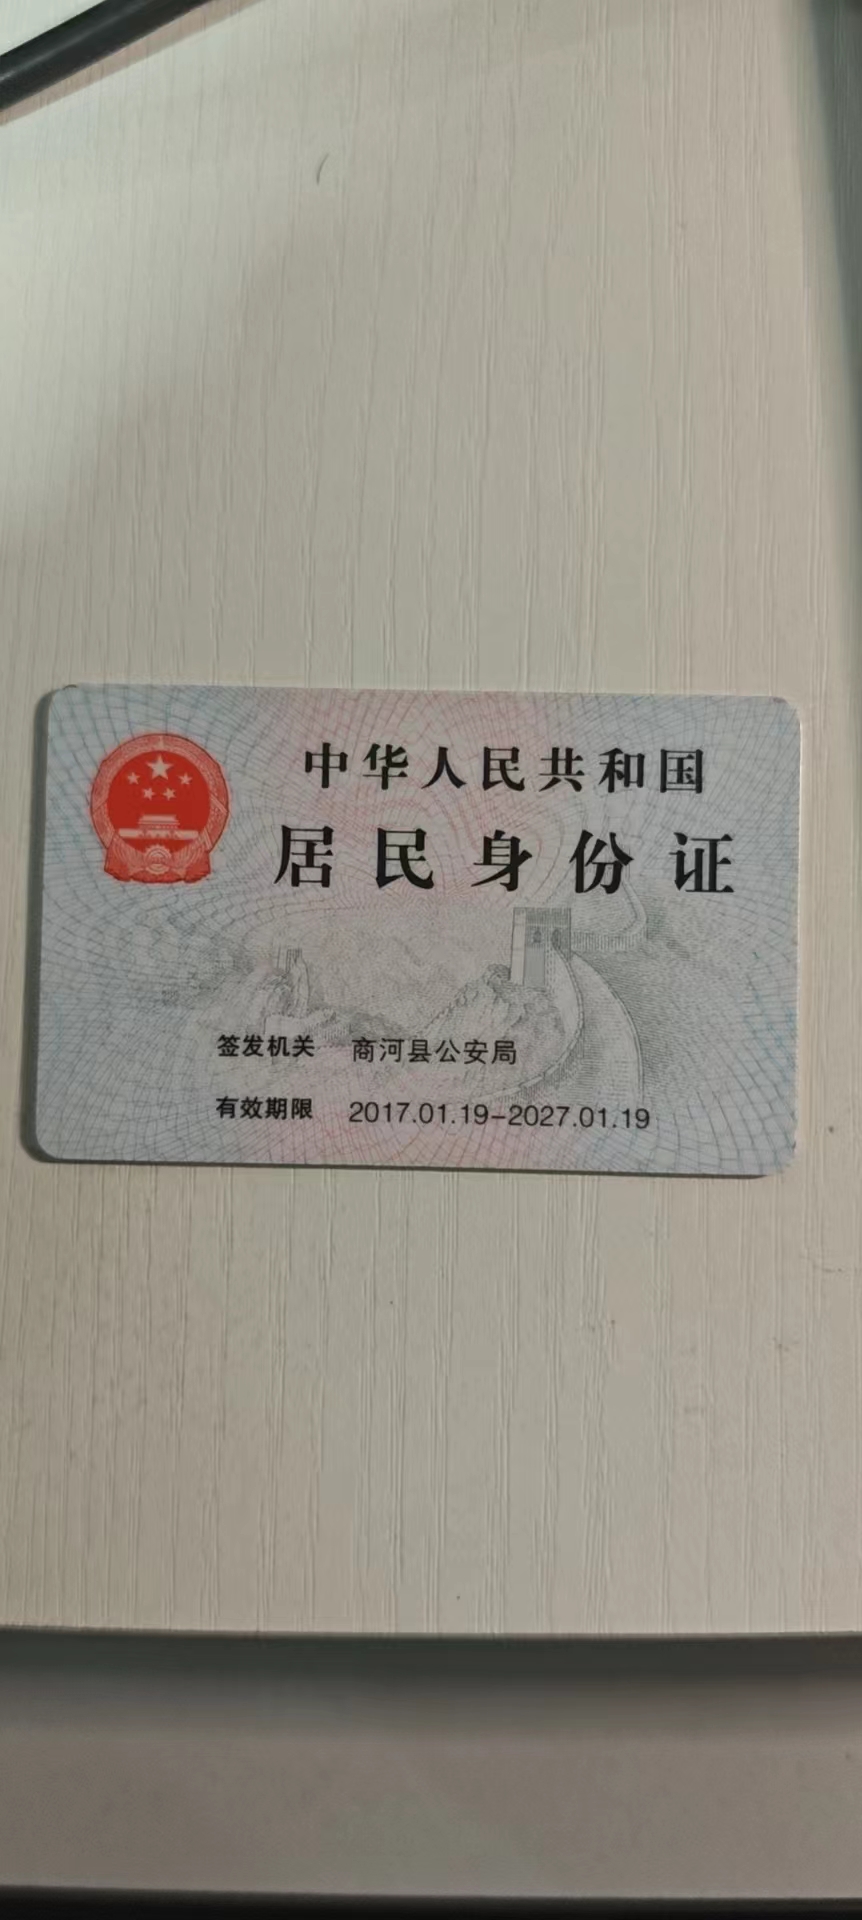 中华人民共和国
居民身份证
签发机关 商河县公安局
有效期限 2017.01.19-2027.01.19